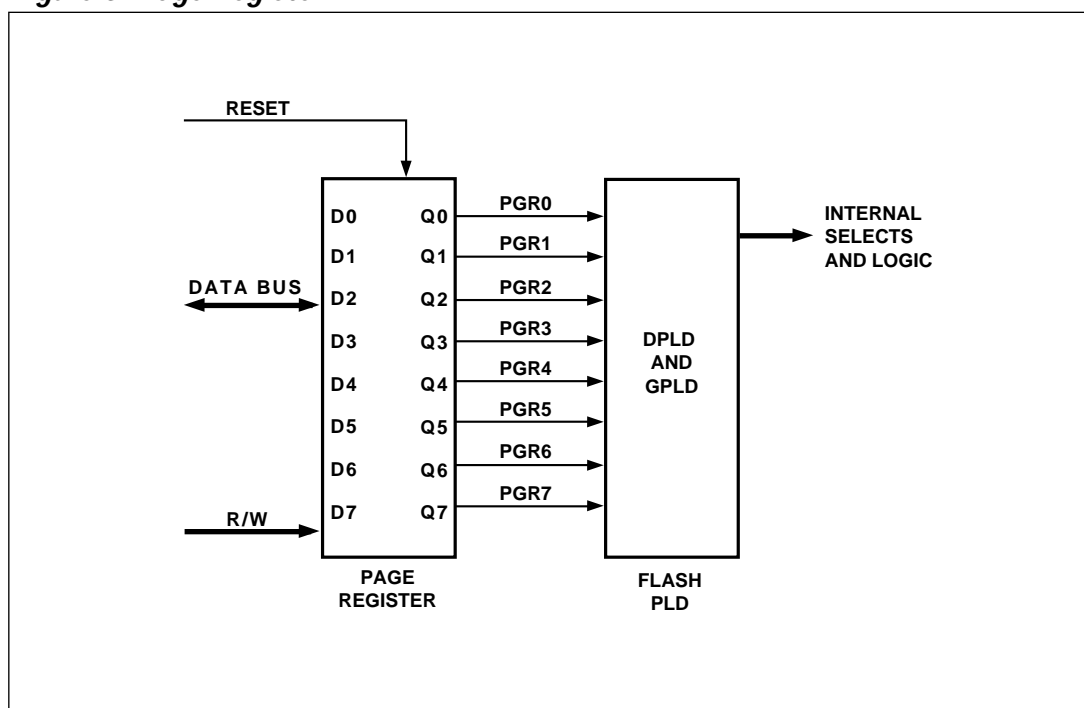 RESET
D0 Q0 PGR0
D1 Q1 PGR1
DATA BUS D2 Q2 PGR2
D3 Q3 PGR3
D4 Q4 PGR4
D5 Q5 PGR5
D6 Q6 PGR6
R/W D7 Q7 PGR7
DPLD
AND
GPLD
INTERNAL
SELECTS
AND LOGIC
PAGE
REGISTER
FLASH
PLD